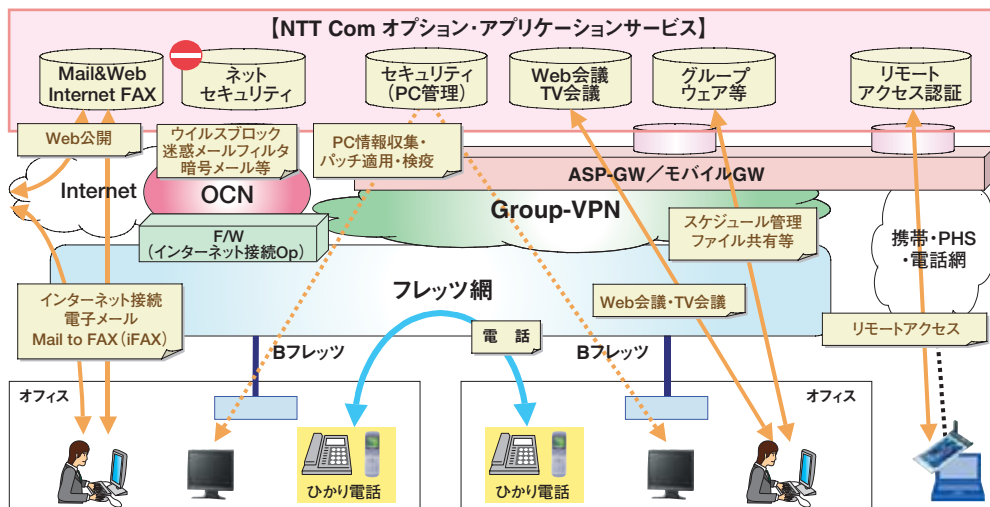 【NTT Com オプション・アプリケーションサービス】
Mail&Web
Internet FAX
ネット
セキュリティ
セキュリティ
(PC管理)
Web会議
TV会議
グループ
ウェア等
リモート
アクセス認証
Web公開
ウイルスブロック
迷惑メールフィルタ
暗号メール等
PC情報収集・
パッチ適用・検疫
Internet
OCN
ASP-GW／モバイルGW
Group-VPN
F/W
(インターネット接続Op)
スケジュール管理
ファイル共有等
携帯・PHS
・電話網
フレッツ網
インターネット接続
電子メール
Mail to FAX(iFAX)
Web会議・TV会議
リモートアクセス
電 話
Bフレッツ
Bフレッツ
オフィス
オフィス
ひかり電話
ひかり電話